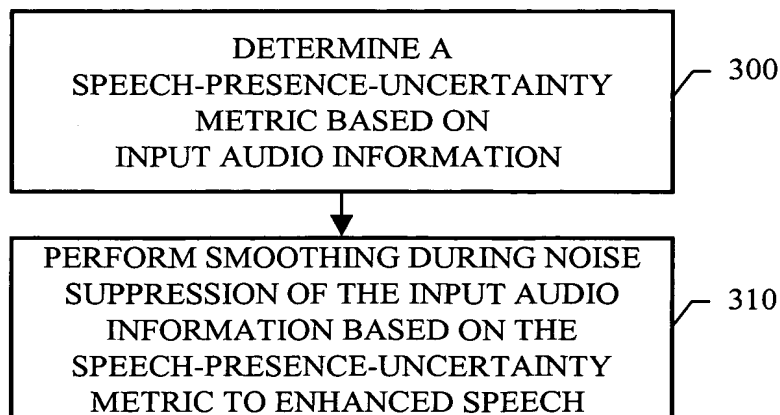 DETERMINE A
SPEECH-PRESENCE-UNCERTAINTY
METRIC BASED ON
INPUT AUDIO INFORMATION
300
PERFORM SMOOTHING DURING NOISE
SUPPRESSION OF THE INPUT AUDIO
INFORMATION BASED ON THE
SPEECH-PRESENCE-UNCERTAINTY
METRIC TO ENHANCED SPEECH
310